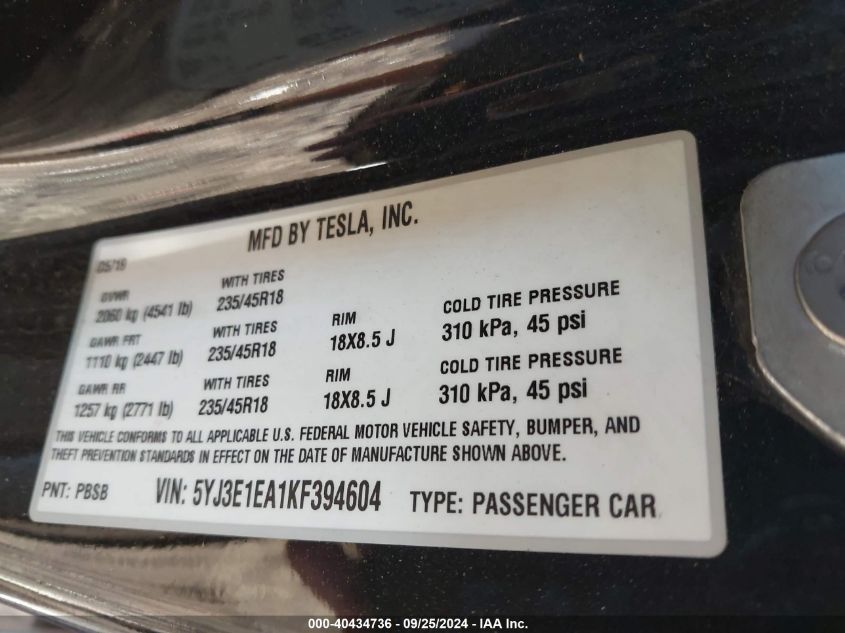 MFD BY TESLA, INC.
05/19
GVWR
2060 kg (4541 lb)
WITH TIRES
235/45R18
GAWR FRT
1110 kg (2447 lb)
WITH TIRES
235/45R18
RIM
18X8.5 J
COLD TIRE PRESSURE
310 kPa, 45 psi
GAWR RR
1257 kg (2771 lb)
WITH TIRES
235/45R18
RIM
18X8.5 J
COLD TIRE PRESSURE
310 kPa, 45 psi
THIS VEHICLE CONFORMS TO ALL APPLICABLE U.S. FEDERAL MOTOR VEHICLE SAFETY, BUMPER, AND
THEFT PREVENTION STANDARDS IN EFFECT ON THE DATE OF MANUFACTURE SHOWN ABOVE.
PNT: PBSB VIN: 5YJ3E1EA1KF394604 TYPE: PASSENGER CAR
000-40434736 - 09/25/2024 - IAA Inc.